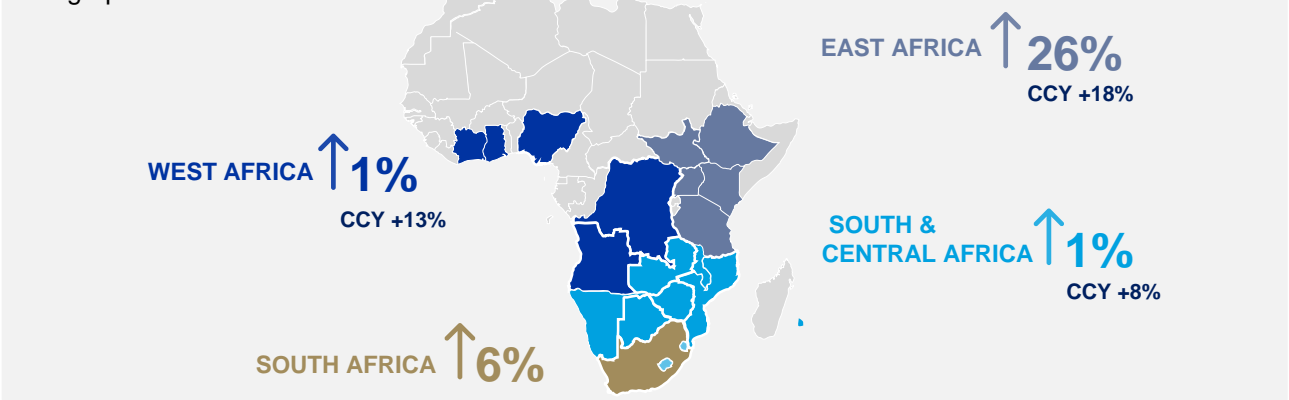 EAST AFRICA 26%
CCY +18%
WEST AFRICA 1%
CCY +13%
SOUTH &
CENTRAL AFRICA 1%
CCY +8%
SOUTH AFRICA 6%